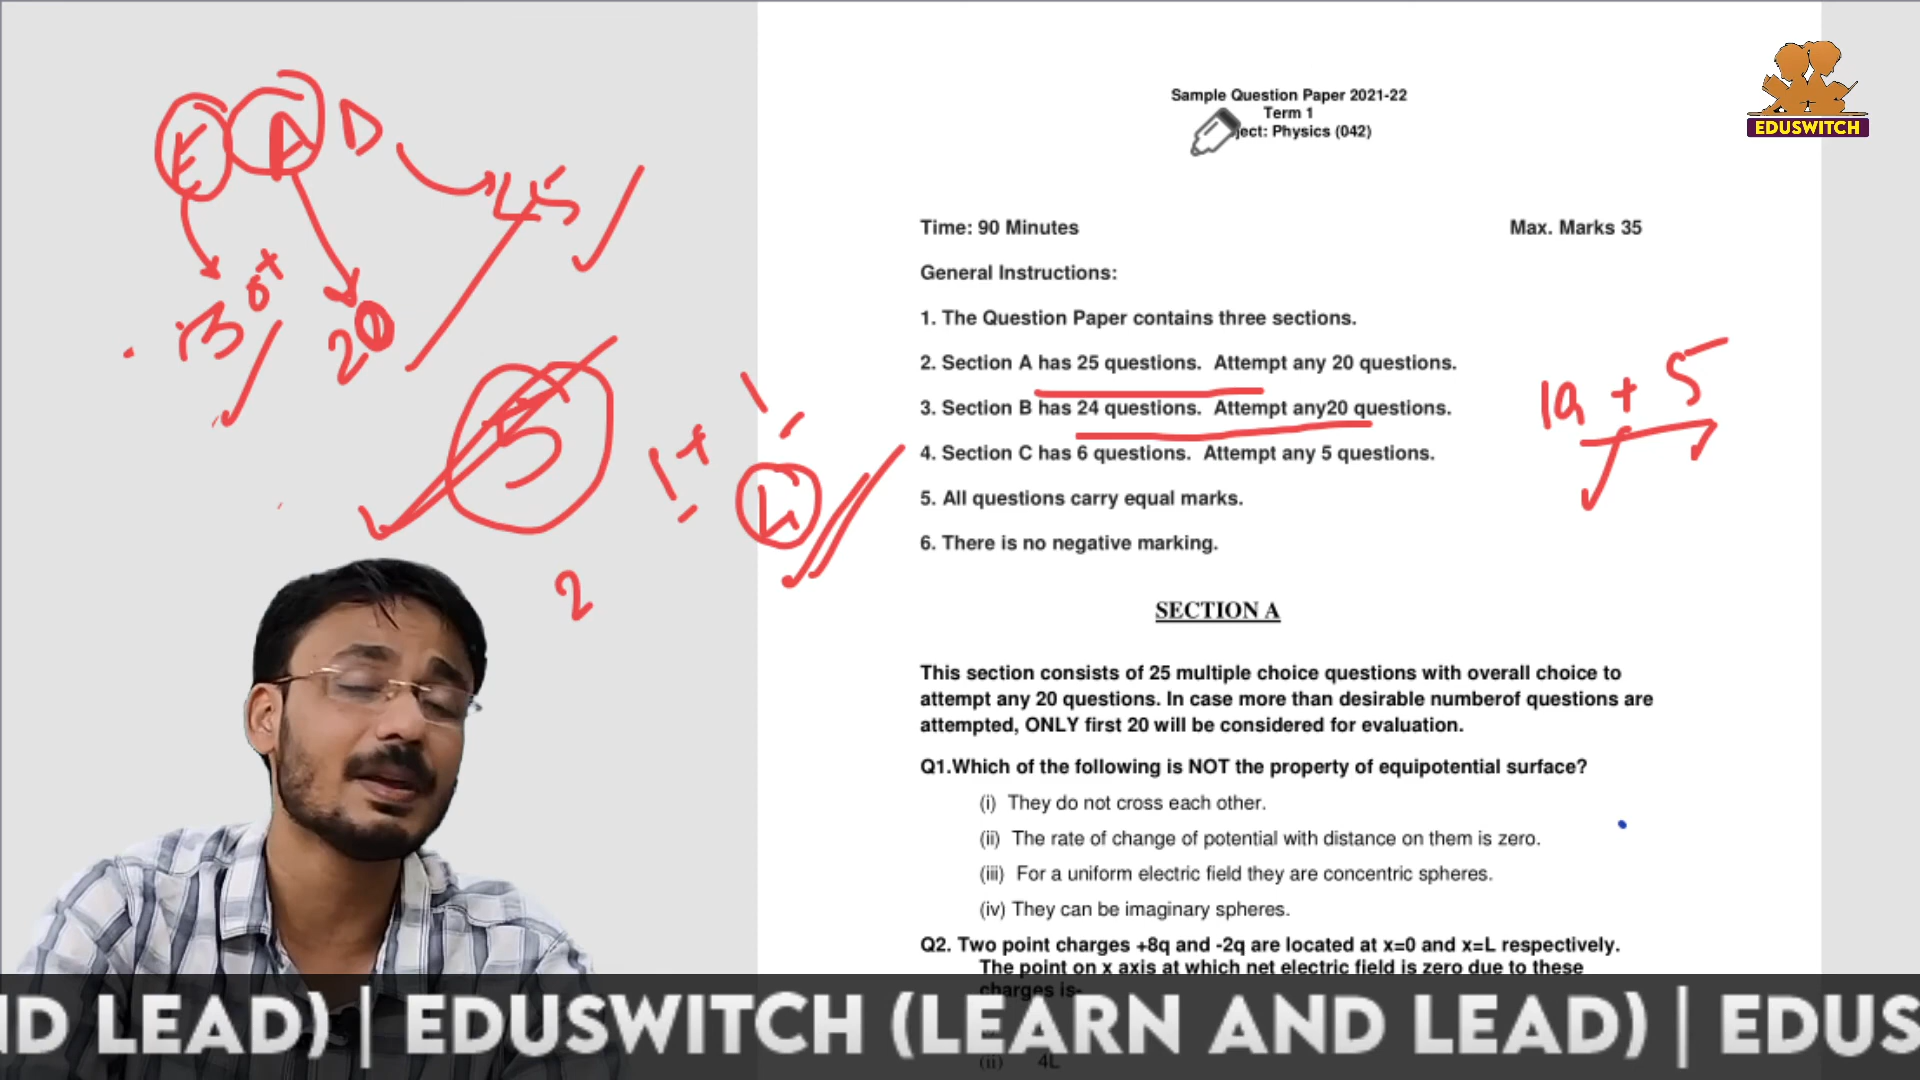 EDUSWITCH
Sample Question Paper 2021-22
Term 1
ject: Physics (042)
Time: 90 Minutes
Max. Marks 35
General Instructions:
1. The Question Paper contains three sections.
2. Section A has 25 questions. Attempt any 20 questions.
3. Section B has 24 questions. Attempt any20 questions.
4. Section C has 6 questions. Attempt any 5 questions.
5. All questions carry equal marks.
6. There is no negative marking.
SECTION A
This section consists of 25 multiple choice questions with overall choice to
attempt any 20 questions. In case more than desirable numberof questions are
attempted, ONLY first 20 will be considered for evaluation.
Q1.Which of the following is NOT the property of equipotential surface?
(i) They do not cross each other.
(ii) The rate of change of potential with distance on them is zero.
(iii) For a uniform electric field they are concentric spheres.
(iv) They can be imaginary spheres.
Q2. Two point charges +8q and -2q are located at x=0 and x=L respectively.
The point on x axis at which net electric field is zero due to these
charges is-
(ii) 4L
D
20
2
+ 5
ND LEAD) | EDUSWITCH (LEARN AND LEAD) | EDUS